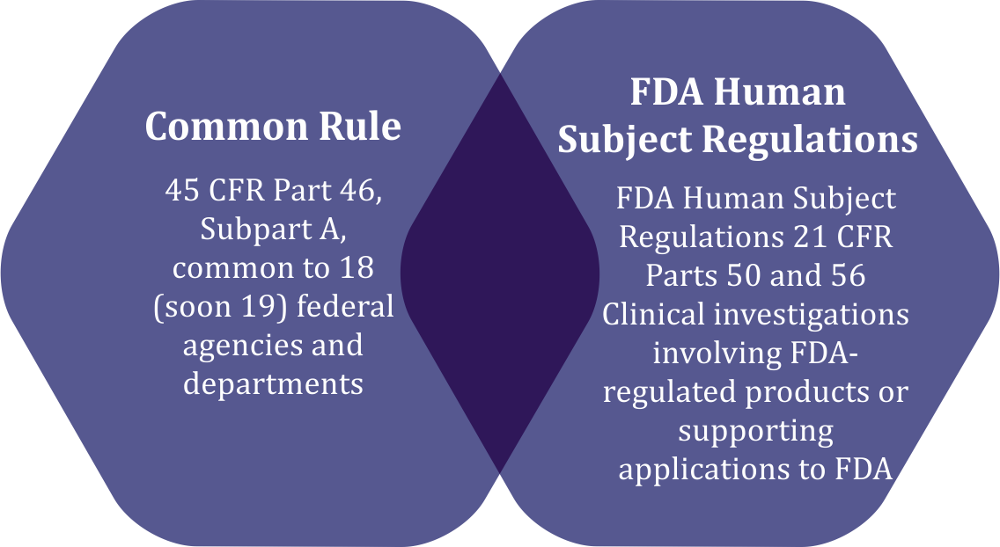 Common Rule
45 CFR Part 46,
Subpart A,
common to 18
(soon 19) federal
agencies and
departments
FDA Human
Subject Regulations
FDA Human Subject
Regulations 21 CFR
Parts 50 and 56
Clinical investigations
involving FDA-
regulated products or
supporting
applications to FDA